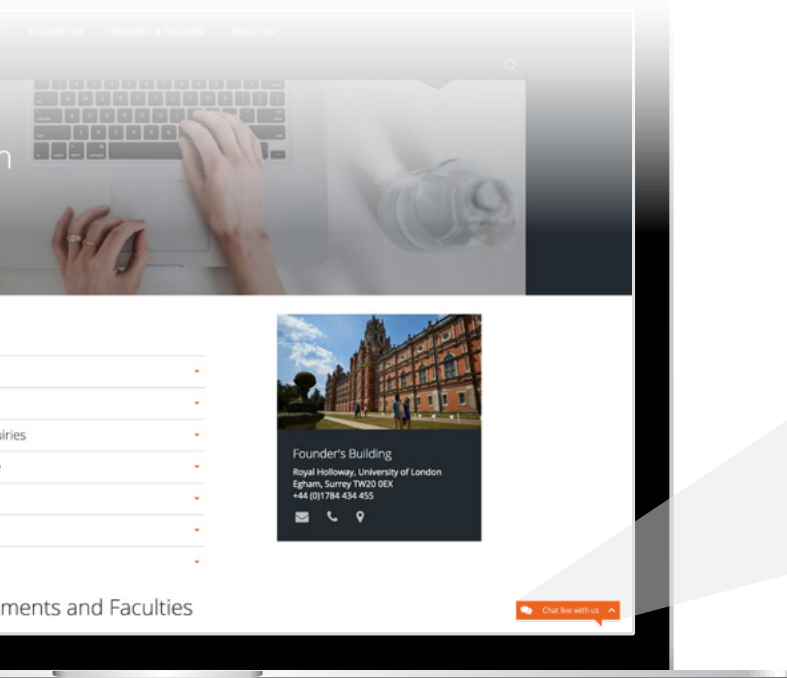 STUDENT LIFE RESEARCH & TEACHING ABOUT US
uiries
Founder's Building
Royal Holloway, University of London
Egham, Surrey TW20 0EX
+44 (0)1784 434 455
ments and Faculties
Chat live with us